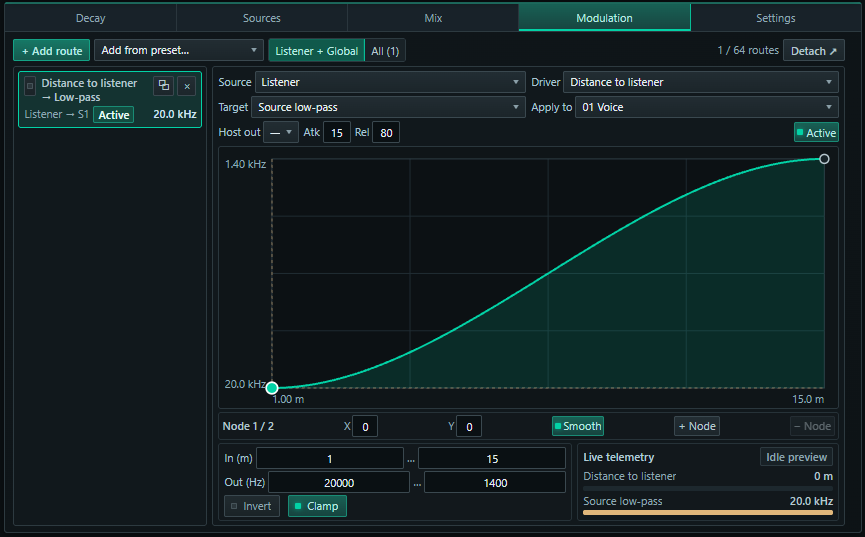 Decay Sources Mix Modulation Settings
+ Add route Add from preset... Listener + Global All (1) 1 / 64 routes Detach ↗
Distance to listener
→ Low-pass
×
Listener → S1 Active 20.0 kHz
Source Listener Driver Distance to listener
Target Source low-pass Apply to 01 Voice
Host out — Atk 15 Rel 80 Active
1.40 kHz
20.0 kHz
1.00 m 15.0 m
Node 1 / 2 X 0 Y 0 Smooth + Node − Node
In (m) 1 ... 15
Out (Hz) 20000 ... 1400
Invert Clamp
Live telemetry Idle preview
Distance to listener 0 m
Source low-pass 20.0 kHz